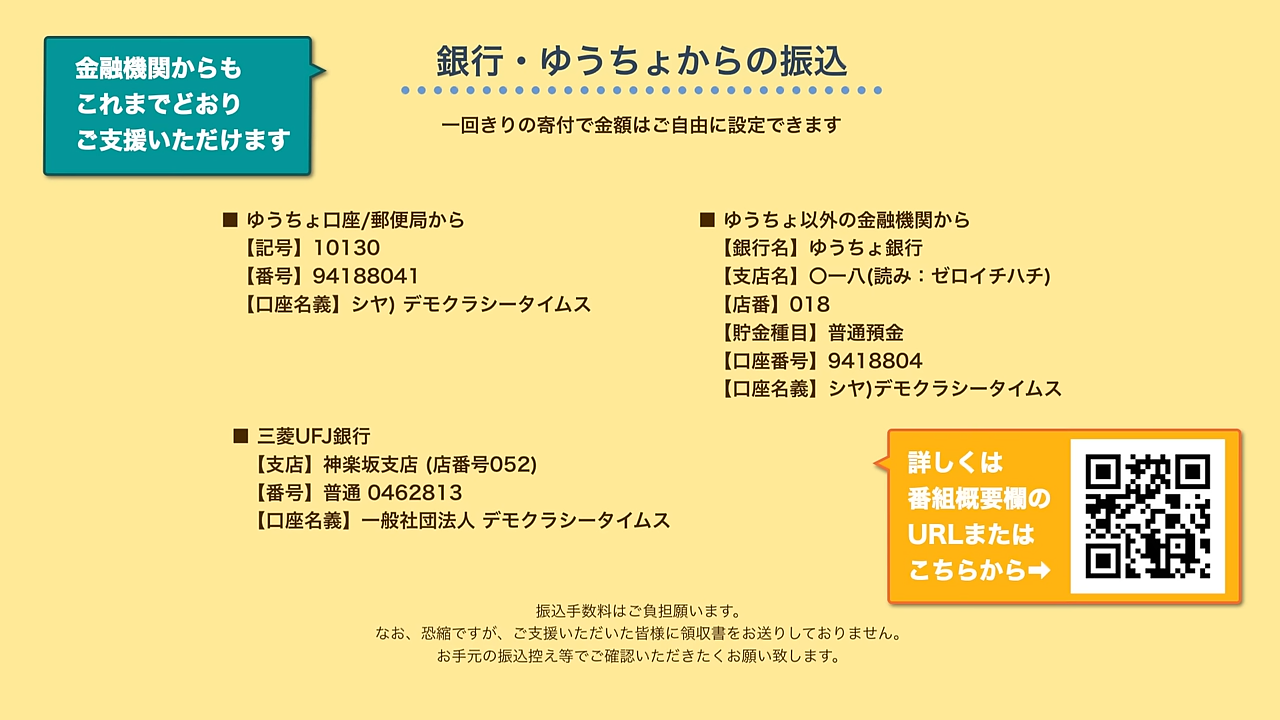 金融機関からも
これまでどおり
ご支援いただけます
銀行・ゆうちょからの振込
一回きりの寄付で金額はご自由に設定できます
■ ゆうちょ口座/郵便局から
【記号】10130
【番号】94188041
【口座名義】シヤ) デモクラシータイムス
■ ゆうちょ以外の金融機関から
【銀行名】ゆうちょ銀行
【支店名】〇一八(読み：ゼロイチハチ)
【店番】018
【貯金種目】普通預金
【口座番号】9418804
【口座名義】シヤ)デモクラシータイムス
■ 三菱UFJ銀行
【支店】神楽坂支店 (店番号052)
【番号】普通 0462813
【口座名義】一般社団法人 デモクラシータイムス
詳しくは
番組概要欄の
URLまたは
こちらから➡
振込手数料はご負担願います。
なお、恐縮ですが、ご支援いただいた皆様に領収書をお送りしておりません。
お手元の振込控え等でご確認いただきたくお願い致します。